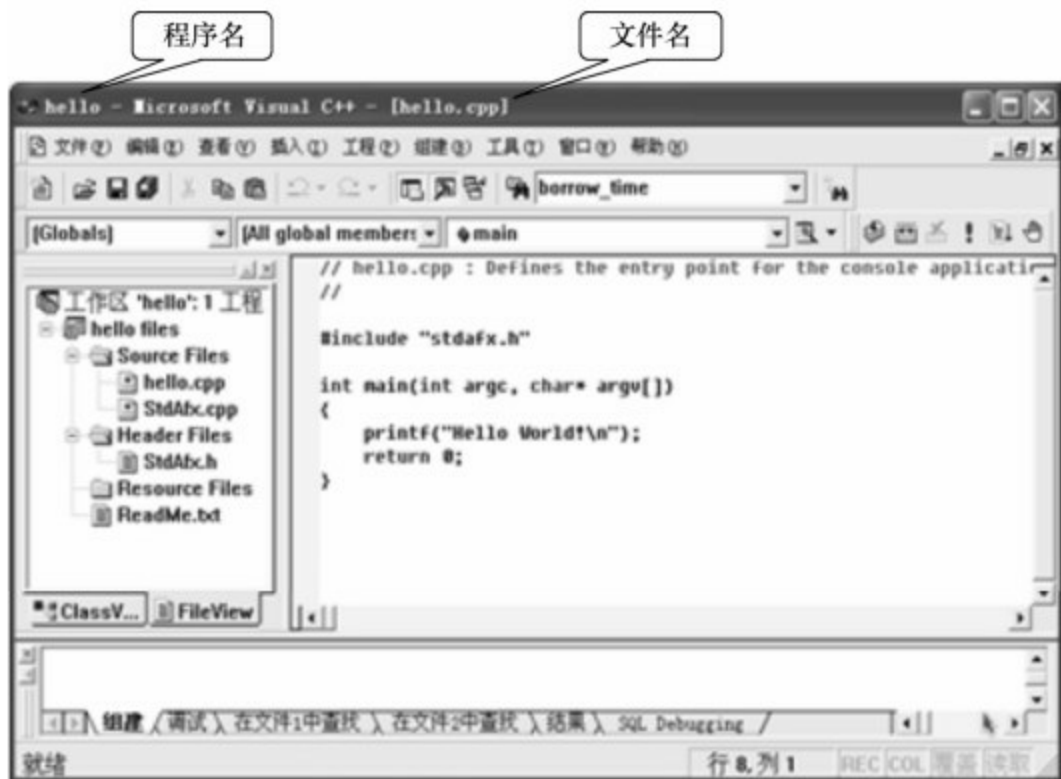 程序名
文件名
hello - Microsoft Visual C++ - [hello.cpp]
文件(F) 编辑(E) 查看(V) 插入(I) 工程(P) 组建(B) 工具(T) 窗口(W) 帮助(H)
borrow_time
(Globals) (All global members main
工作区 'hello': 1 工程
hello files
Source Files
hello.cpp
StdAfx.cpp
Header Files
StdAfx.h
Resource Files
ReadMe.txt
ClassV... FileView
// hello.cpp : Defines the entry point for the console applicatio
//
#include "stdafx.h"
int main(int argc, char* argv[])
{
printf("Hello World!\n");
return 0;
}
组建 调试 在文件1中查找 在文件2中查找 结果 SQL Debugging
就绪
行 8, 列 1 REC COL 覆盖 读取